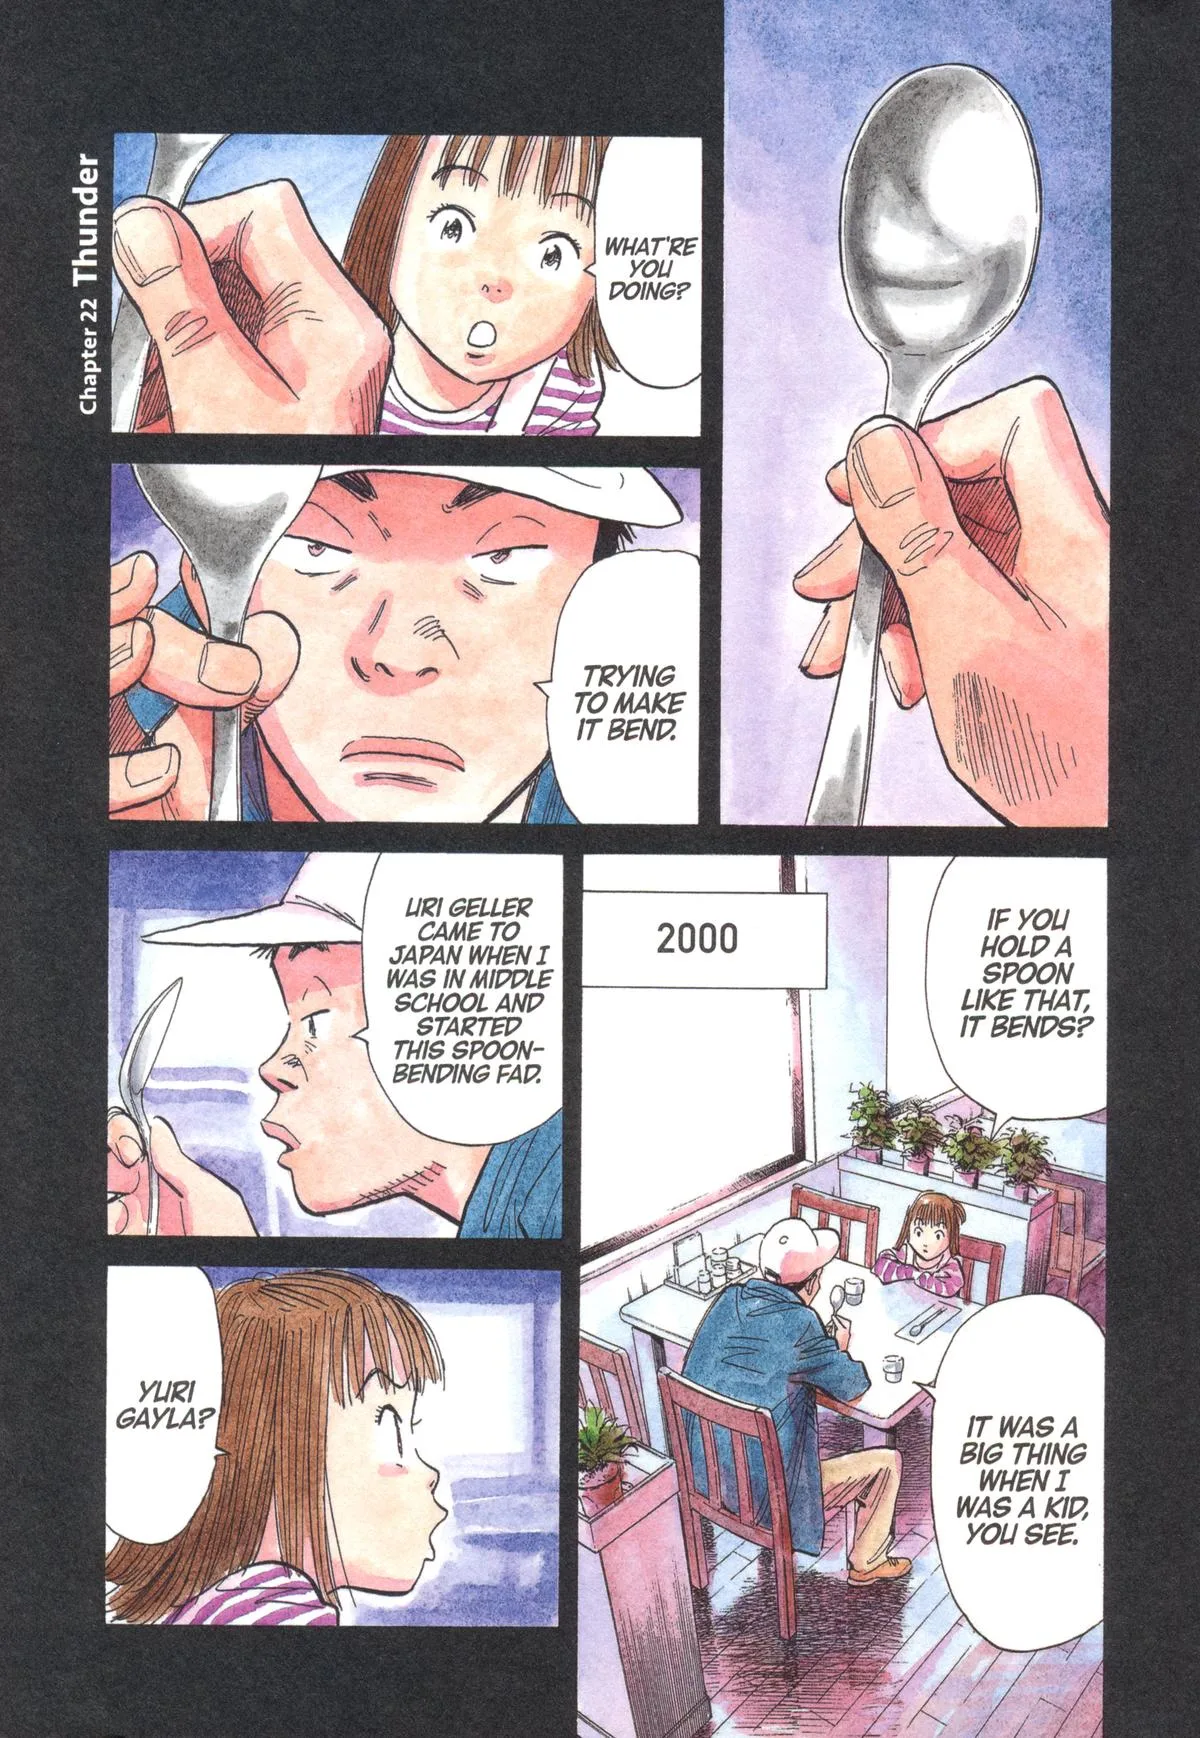 Chapter 22 Thunder
WHAT'RE
YOU
DOING?
TRYING
TO MAKE
IT BEND.
2000
IF YOU
HOLD A
SPOON
LIKE THAT,
IT BENDS?
IT WAS A
BIG THING
WHEN I
WAS A KID,
YOU SEE.
URI GELLER
CAME TO
JAPAN WHEN I
WAS IN MIDDLE
SCHOOL AND
STARTED
THIS SPOON-
BENDING FAD.
YURI
GAYLA?